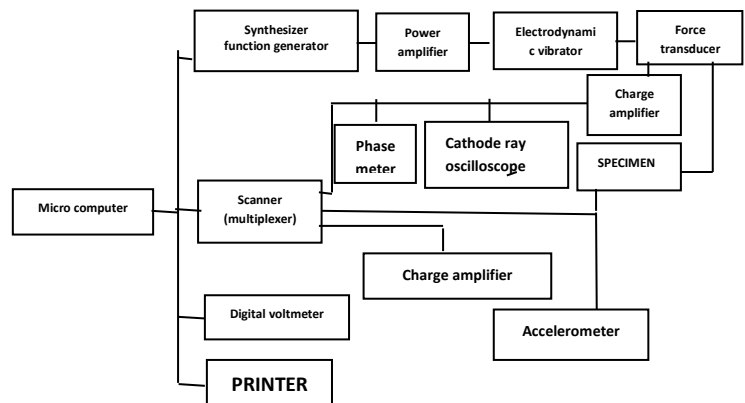 Synthesizer
function generator
Power
amplifier
Electrodynami
c vibrator
Force
transducer
Charge
amplifier
Phase
meter
Cathode ray
oscilloscope
SPECIMEN
Micro computer
Scanner
(multiplexer)
Charge amplifier
Digital voltmeter
Accelerometer
PRINTER